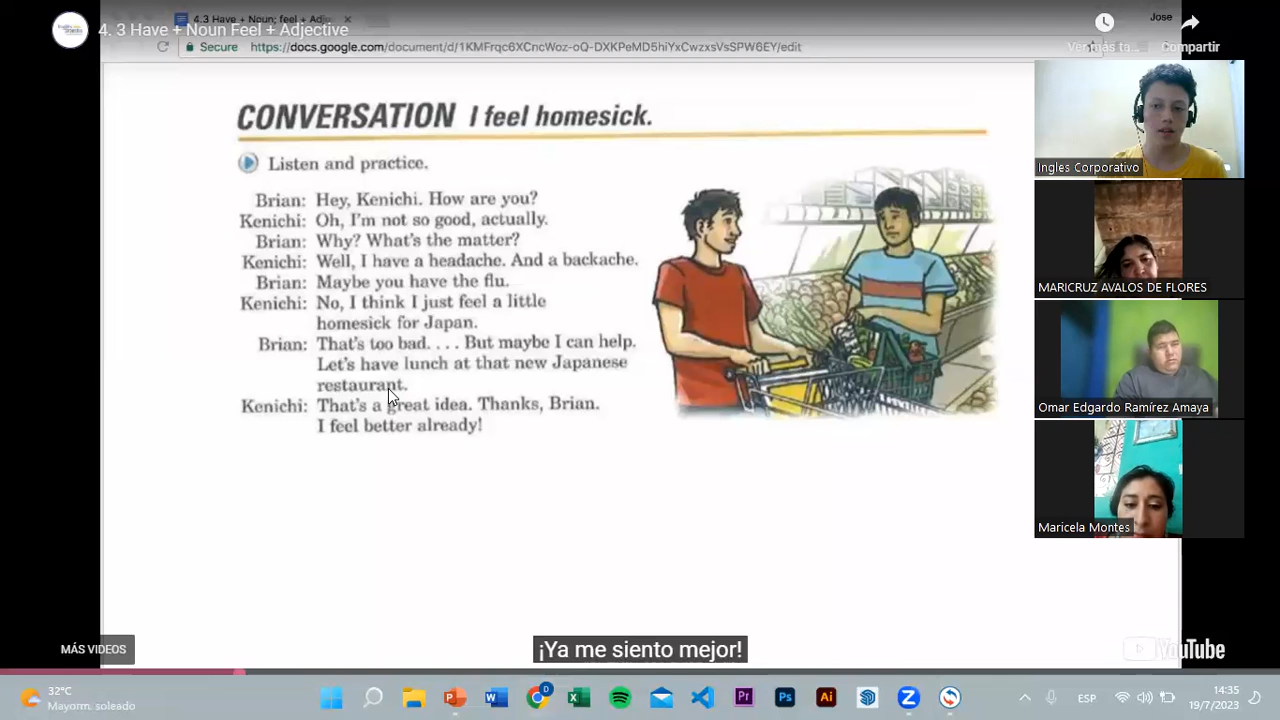 4. 3 Have + Noun; feel + Adje
4. 3 Have + Noun Feel + Adjective
Jose
Ver más ta...
Compartir
Secure
https://docs.google.com/document/d/1KMFrqc6XCncWoz-oQ-DXKPeMD5hiYxCwzxsVsSPW6EY/edit
CONVERSATION I feel homesick.
Listen and practice.
Brian: Hey, Kenichi. How are you?
Kenichi: Oh, I'm not so good, actually.
Brian: Why? What's the matter?
Kenichi: Well, I have a headache. And a backache.
Brian: Maybe you have the flu.
Kenichi: No, I think I just feel a little
homesick for Japan.
Brian: That's too bad. . . . But maybe I can help.
Let's have lunch at that new Japanese
restaurant.
Kenichi: That's a great idea. Thanks, Brian.
I feel better already!
Ingles Corporativo
MARICRUZ AVALOS DE FLORES
Omar Edgardo Ramírez Amaya
Maricela Montes
MÁS VIDEOS
¡Ya me siento mejor!
YouTube
32°C
Mayorm. soleado
ESP
14:35
19/7/2023